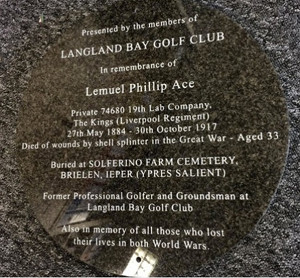 Presented by the members of
LANGLAND BAY GOLF CLUB
In remembrance of
Lemuel Phillip Ace
Private 74680 19th Lab Company.
The Kings (Liverpool Regiment)
27th May 1884 - 30th October 1917
Died of wounds by shell splinter in the Great War - Aged 33
Buried at SOLFERINO FARM CEMETERY,
BRIELEN, IEPER (YPRES SALIENT)
Former Professional Golfer and Groundsman at
Langland Bay Golf Club
Also in memory of all those who lost
their lives in both World Wars.